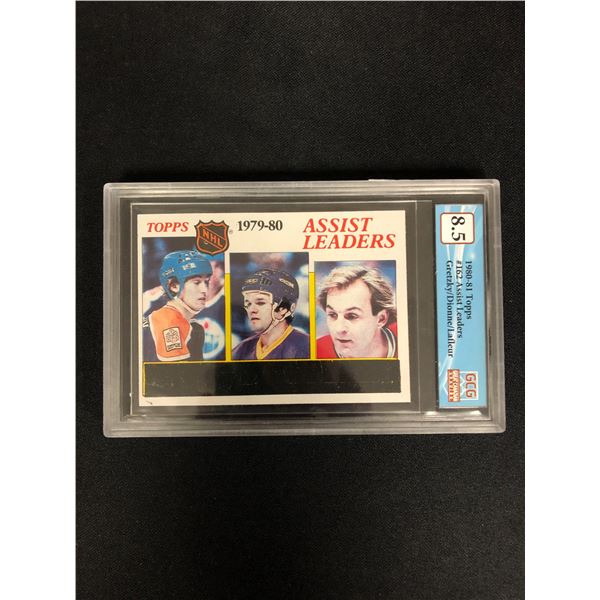 TOPPS
NHL
1979-80
ASSIST
LEADERS
8.5
1980-81 Topps
#162 Assist Leaders
Gretzky/Dionne/Lafleur
GCG